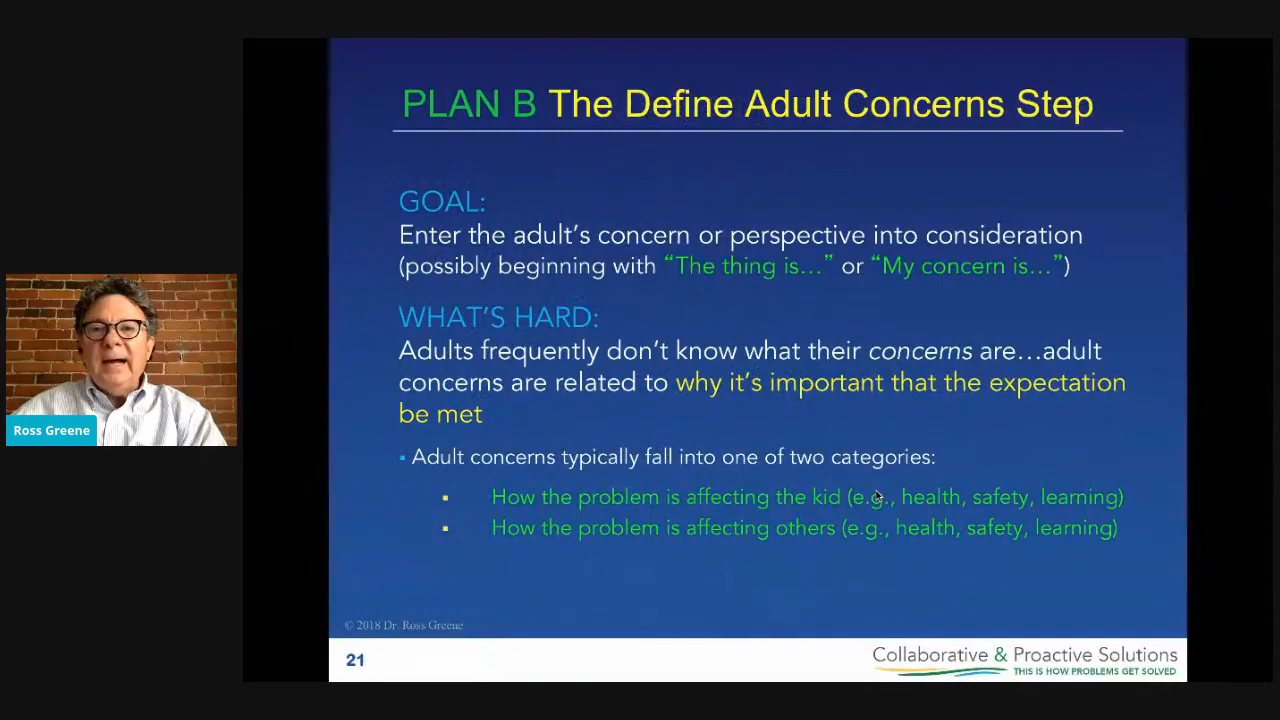 PLAN B The Define Adult Concerns Step
GOAL:
Enter the adult’s concern or perspective into consideration
(possibly beginning with “The thing is…” or “My concern is…”)
WHAT’S HARD:
Adults frequently don’t know what their concerns are…adult
concerns are related to why it’s important that the expectation
be met
▪ Adult concerns typically fall into one of two categories:
▪ How the problem is affecting the kid (e.g., health, safety, learning)
▪ How the problem is affecting others (e.g., health, safety, learning)
Ross Greene
© 2018 Dr. Ross Greene
21
Collaborative & Proactive Solutions
THIS IS HOW PROBLEMS GET SOLVED